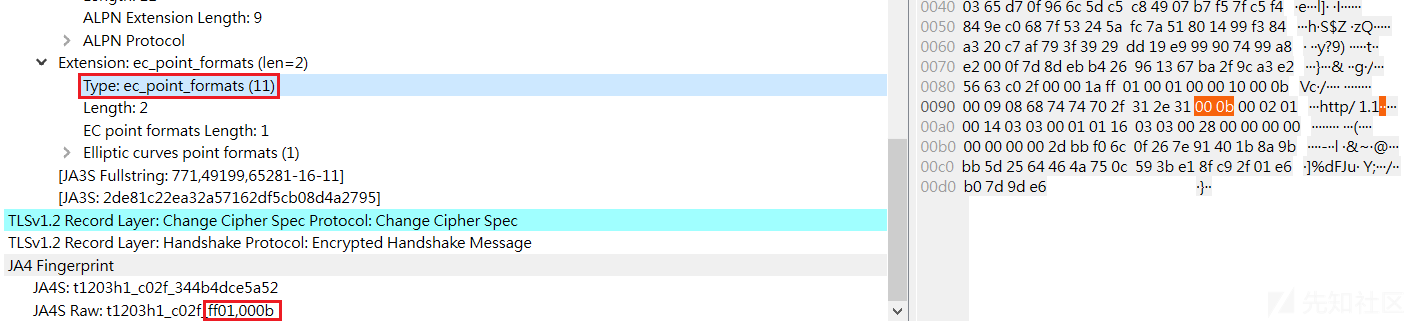 ALPN Extension Length: 9
ALPN Protocol
Extension: ec_point_formats (len=2)
Type: ec_point_formats (11)
Length: 2
EC point formats Length: 1
Elliptic curves point formats (1)
[JA3S Fullstring: 771,49199,65281-16-11]
[JA3S: 2de81c22ea32a57162df5cb08d4a2795]
TLSv1.2 Record Layer: Change Cipher Spec Protocol: Change Cipher Spec
TLSv1.2 Record Layer: Handshake Protocol: Encrypted Handshake Message
JA4 Fingerprint
JA4S: t1203h1_c02f_344b4dce5a52
JA4S Raw: t1203h1_c02f_ff01,000b
0040 03 65 d7 0f 96 6c 5d c5 c8 49 07 b7 f5 7f c5 f4 ·e···l]· ·I······
0050 84 9e c0 68 7f 53 24 5a fc 7a 51 80 14 99 f3 84 ···h·S$Z ·zQ·····
0060 a3 20 c7 af 79 3f 39 29 dd 19 e9 99 90 74 99 a8 · ··y?9) ·····t··
0070 e2 00 0f 7d 8d eb b4 26 96 13 67 ba 2f 9c a3 e2 ···}···& ··g·/···
0080 56 63 c0 2f 00 00 1a ff 01 00 01 00 00 10 00 0b Vc·/···· ········
0090 00 09 08 68 74 74 70 2f 31 2e 31 00 0b 00 02 01 ···http/ 1.1·····
00a0 00 14 03 03 00 01 01 16 03 03 00 28 00 00 00 00 ········ ···(····
00b0 00 00 00 00 2d bb f0 6c 0f 26 7e 91 40 1b 8a 9b ····-··l ·&~·@···
00c0 bb 5d 25 64 46 4a 75 0c 59 3b e1 8f c9 2f 01 e6 ·]%dFJu· Y;···/··
00d0 b0 7d 9d e6 ·}··
先知社区